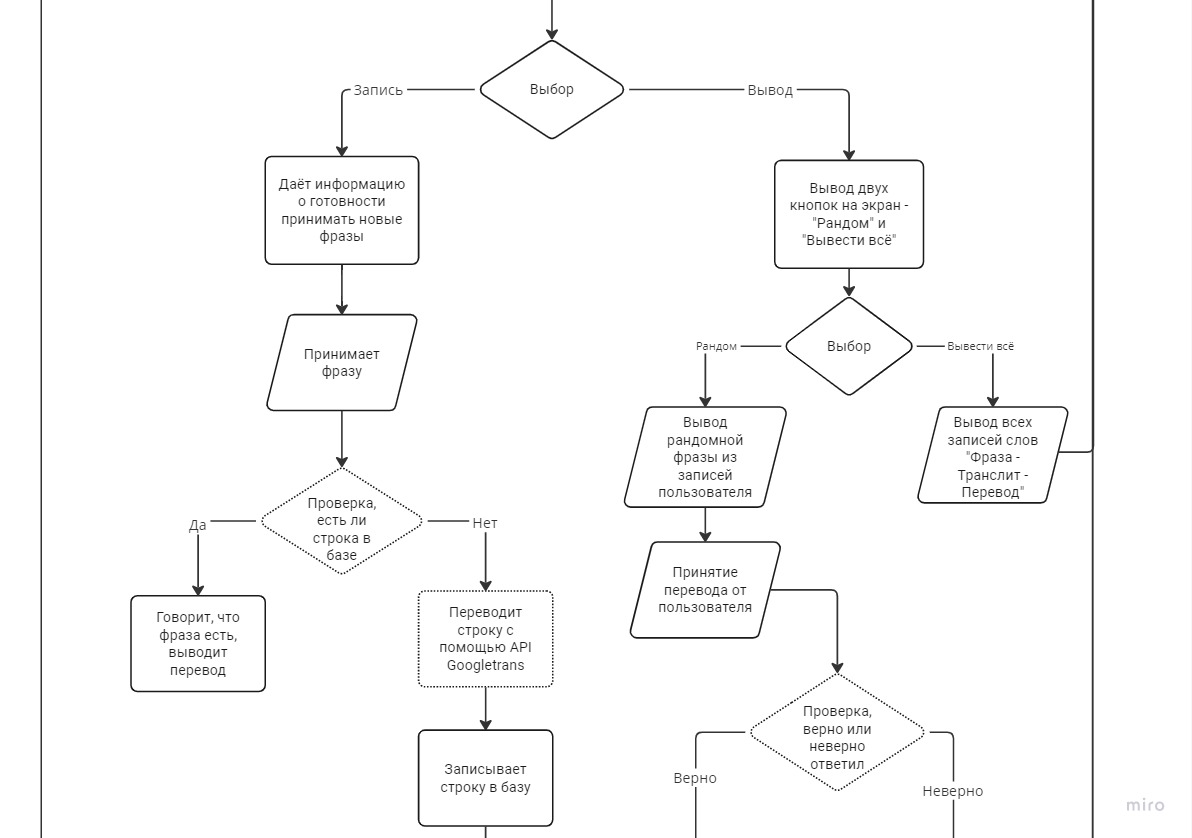 Выбор
Запись
Вывод
Даёт информацию
о готовности
принимать новые
фразы
Вывод двух
кнопок на экран -
"Рандом" и
"Вывести всё"
Принимает
фразу
Выбор
Рандом
Вывести всё
Вывод
рандомной
фразы из
записей
пользователя
Вывод всех
записей слов
"Фраза -
Транслит -
Перевод"
Проверка,
есть ли
строка в
базе
Да
Нет
Говорит, что
фраза есть,
выводит
перевод
Переводит
строку с
помощью API
Googletrans
Принятие
перевода от
пользователя
Записывает
строку в базу
Проверка,
верно или
неверно
ответил
Верно
Неверно
miro